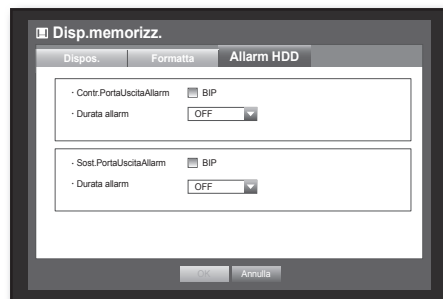 Disp.memorizz.
Dispos. Formatta Allarm HDD
· Contr.PortaUscitaAllarm BIP
· Durata allarm OFF
· Sost.PortaUscitaAllarm BIP
· Durata allarm OFF
OK Annulla